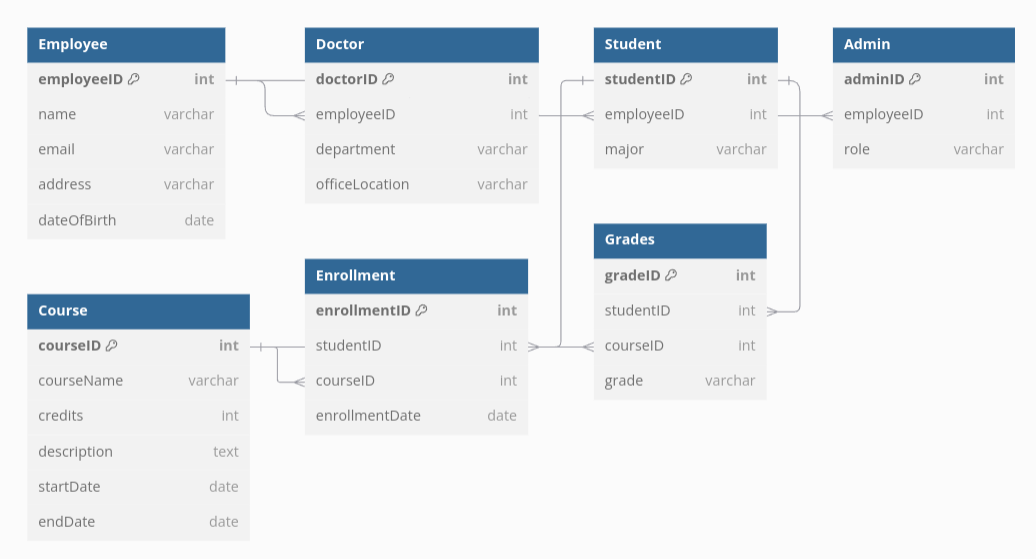 Employee
employeeID int
name varchar
email varchar
address varchar
dateOfBirth date
Doctor
doctorID int
employeeID int
department varchar
officeLocation varchar
Student
studentID int
employeeID int
major varchar
Admin
adminID int
employeeID int
role varchar
Course
courseID int
courseName varchar
credits int
description text
startDate date
endDate date
Enrollment
enrollmentID int
studentID int
courseID int
enrollmentDate date
Grades
gradeID int
studentID int
courseID int
grade varchar